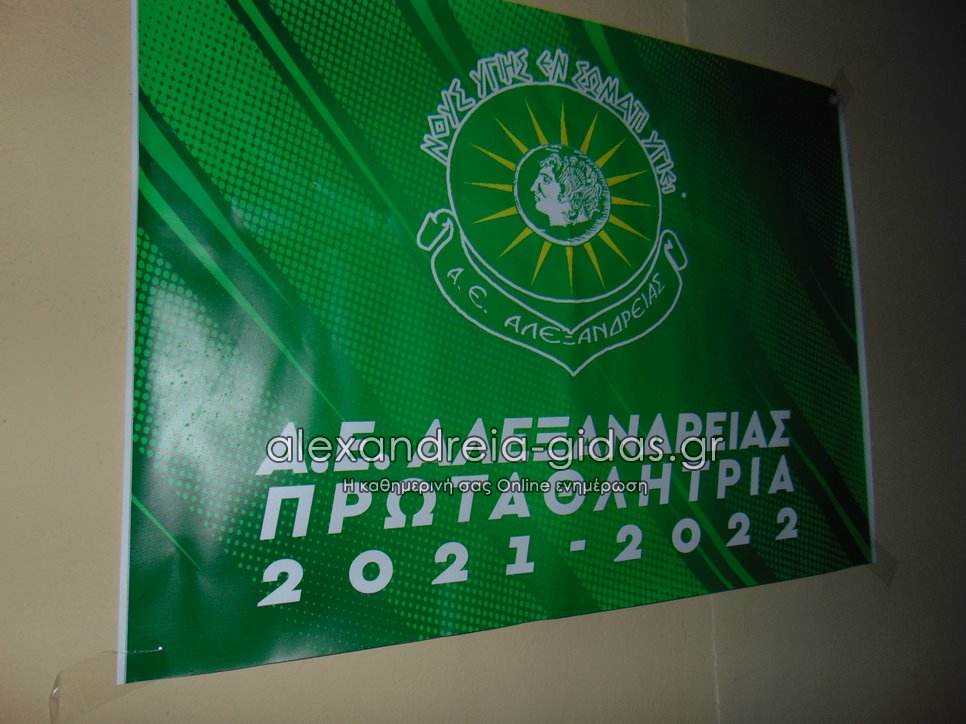 ΝΟΥΣ ΥΓΙΗΣ ΕΝ ΣΩΜΑΤΙ ΥΓΙΕΙ
Α. Ε. ΑΛΕΞΑΝΔΡΕΙΑΣ
Α.Ε. ΑΛΕΞΑΝΔΡΕΙΑΣ
alexandreia-gidas.gr
Η καθημερινή σας Online ενημέρωση
ΠΡΩΤΑΘΛΗΤΡΙΑ
2021-2022